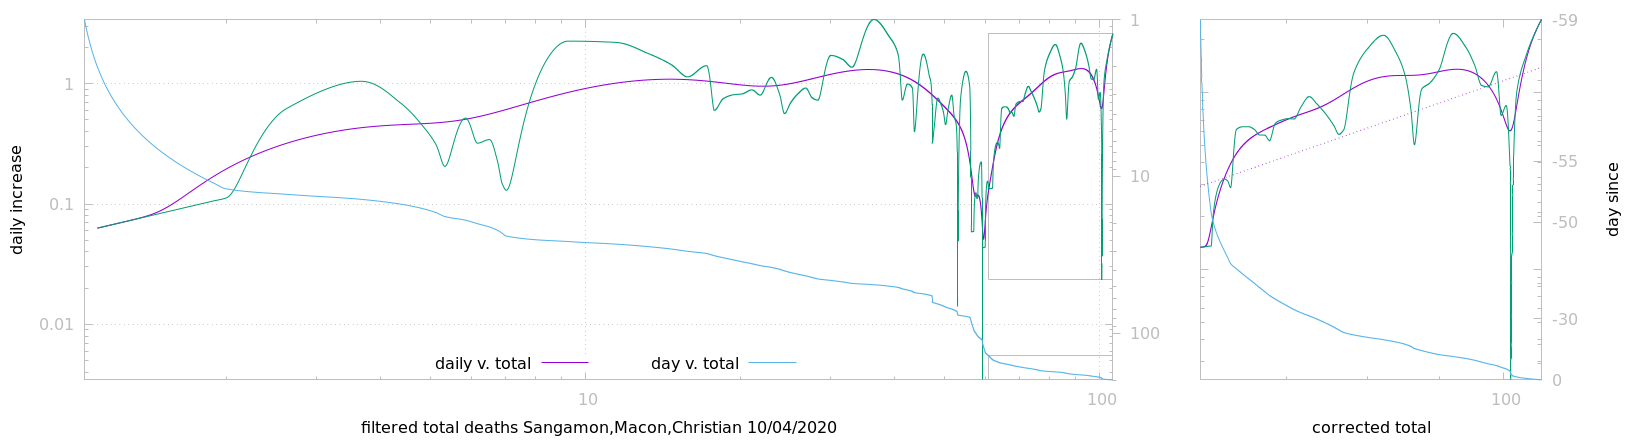 daily increase
1
0.1
0.01
1
10
100
daily v. total
day v. total
10
100
filtered total deaths Sangamon,Macon,Christian 10/04/2020
-59
-55
-50
-30
0
day since
100
corrected total